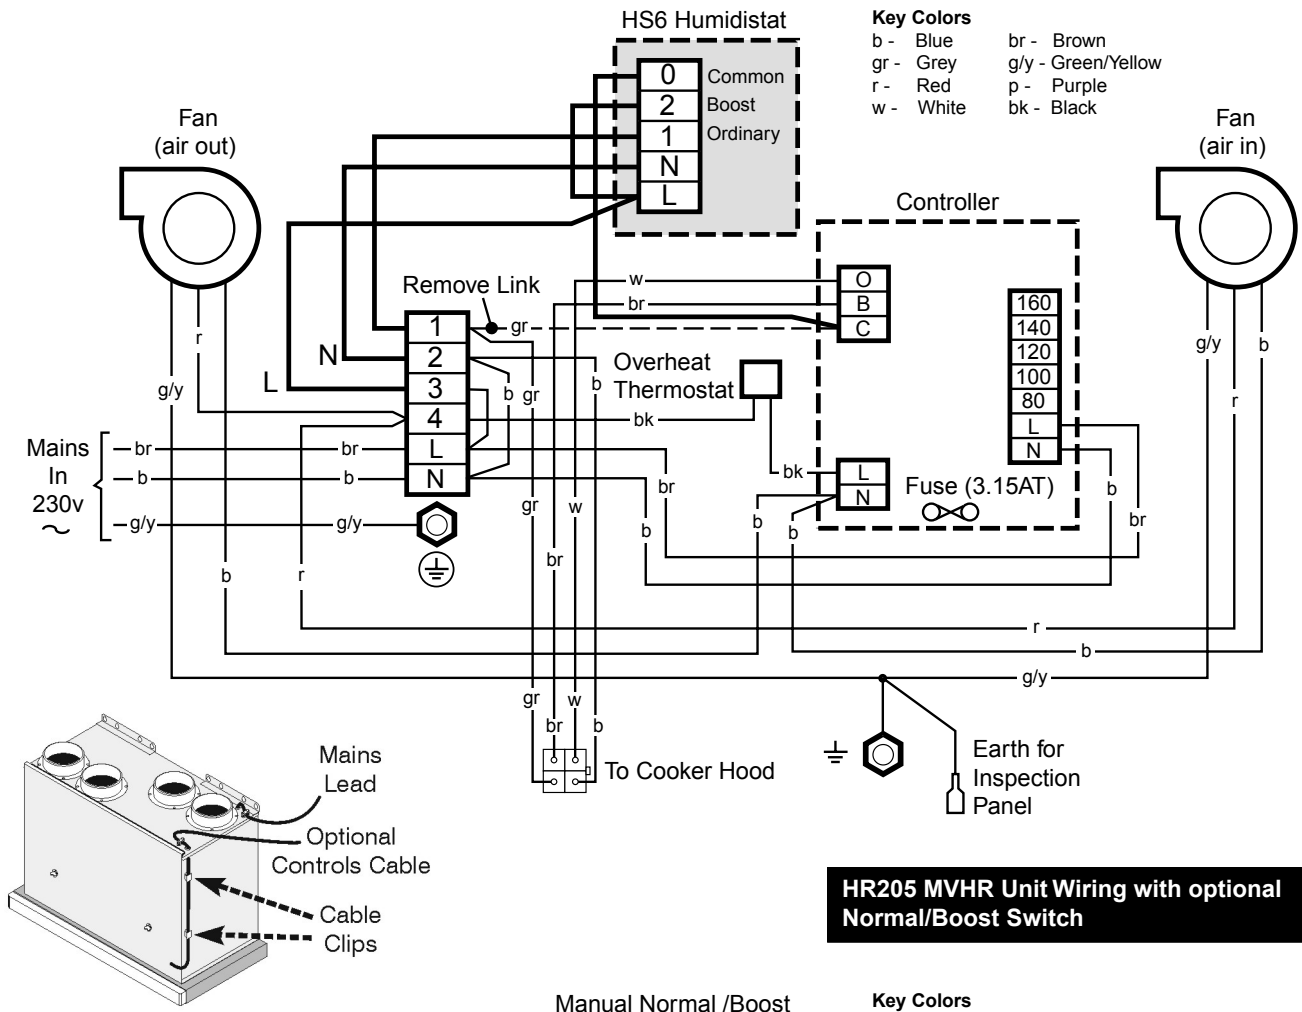 HS6 Humidistat
Key Colors
b - Blue br - Brown
gr - Grey g/y - Green/Yellow
r - Red p - Purple
w - White bk - Black
0 Common
2 Boost
1 Ordinary
N
L
Fan
(air out)
Fan
(air in)
Controller
Remove Link
w
br
gr
O
B
C
160
140
120
100
80
L
N
N
L
1
2
3
4
L
N
r
g/y
b
gr
b
Overheat
Thermostat
bk
g/y
b
r
Mains
In
230v
br
br
b
b
g/y
g/y
bk
L
N
Fuse (3.15AT)
br
gr
w
b
b
b
b
br
b
r
br
r
b
g/y
gr
br
w
b
To Cooker Hood
Earth for
Inspection
Panel
Mains
Lead
Optional
Controls Cable
Cable
Clips
HR205 MVHR Unit Wiring with optional
Normal/Boost Switch
Manual Normal /Boost
Key Colors